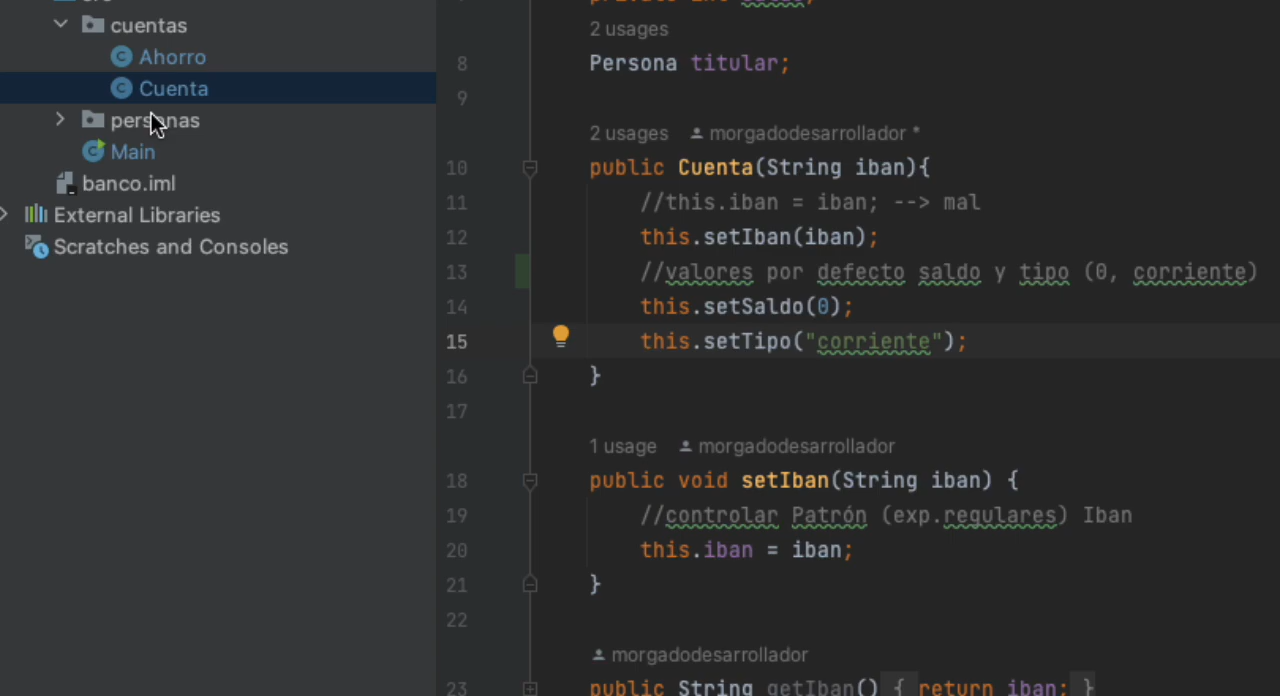 cuentas
Ahorro
Cuenta
personas
Main
banco.iml
External Libraries
Scratches and Consoles
2 usages
8 Persona titular;
9
2 usages morgadodesarrollador *
10 public Cuenta(String iban){
11 //this.iban = iban; --> mal
12 this.setIban(iban);
13 //valores por defecto saldo y tipo (0, corriente)
14 this.setSaldo(0);
15 this.setTipo("corriente");
16 }
17
1 usage morgadodesarrollador
18 public void setIban(String iban) {
19 //controlar Patrón (exp.regulares) Iban
20 this.iban = iban;
21 }
22
morgadodesarrollador
23 public String getIban() { return iban; }